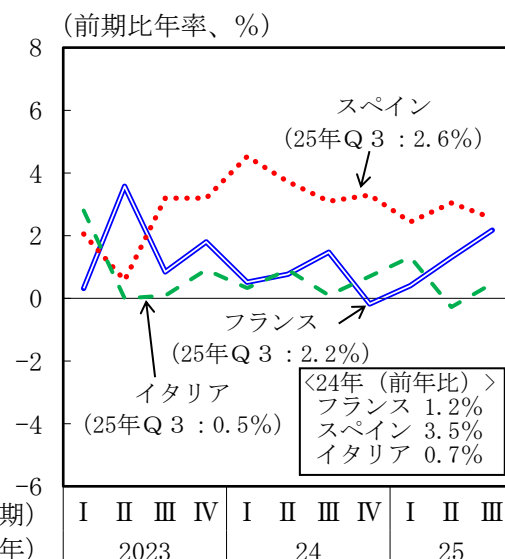 (前期比年率、%)
8
6
4
2
0
−2
−4
−6
スペイン
(25年Q3:2.6%)
フランス
(25年Q3:2.2%)
イタリア
(25年Q3:0.5%)
<24年(前年比)>
フランス 1.2%
スペイン 3.5%
イタリア 0.7%
期) Ⅰ Ⅱ Ⅲ Ⅳ Ⅰ Ⅱ Ⅲ Ⅳ Ⅰ Ⅱ Ⅲ
年) 2023 24 25